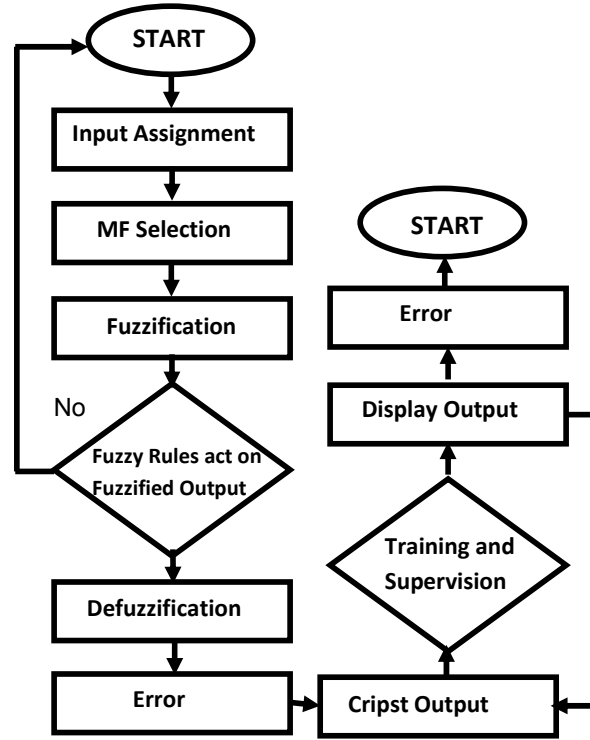 START
Input Assignment
MF Selection
Fuzzification
No
Fuzzy Rules act on
Fuzzified Output
Defuzzification
Error
START
Error
Display Output
Training and
Supervision
Cripst Output